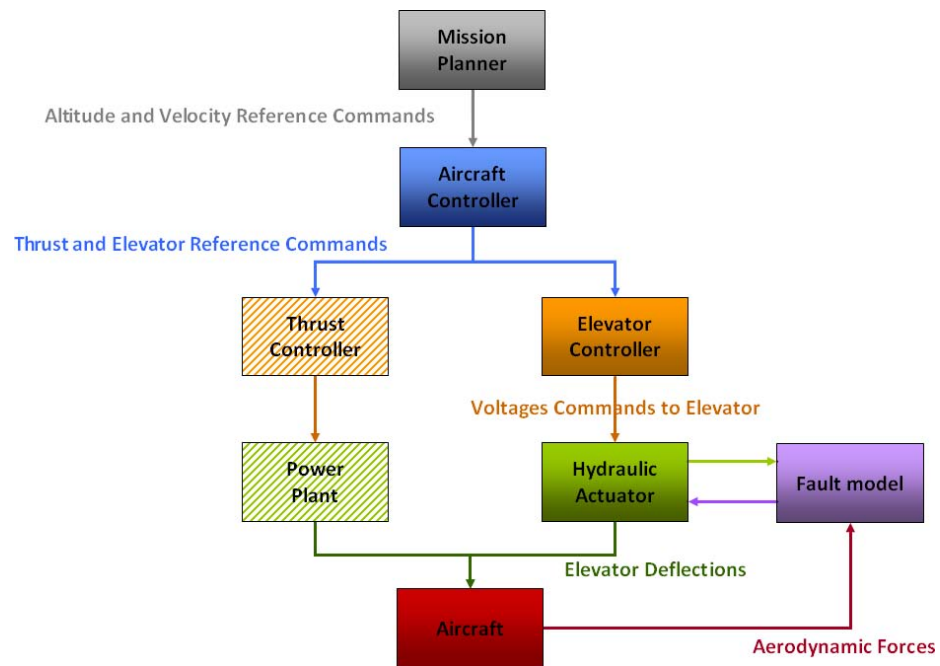 Mission
Planner
Altitude and Velocity Reference Commands
Aircraft
Controller
Thrust and Elevator Reference Commands
Thrust
Controller
Elevator
Controller
Voltages Commands to Elevator
Power
Plant
Hydraulic
Actuator
Fault model
Elevator Deflections
Aircraft
Aerodynamic Forces